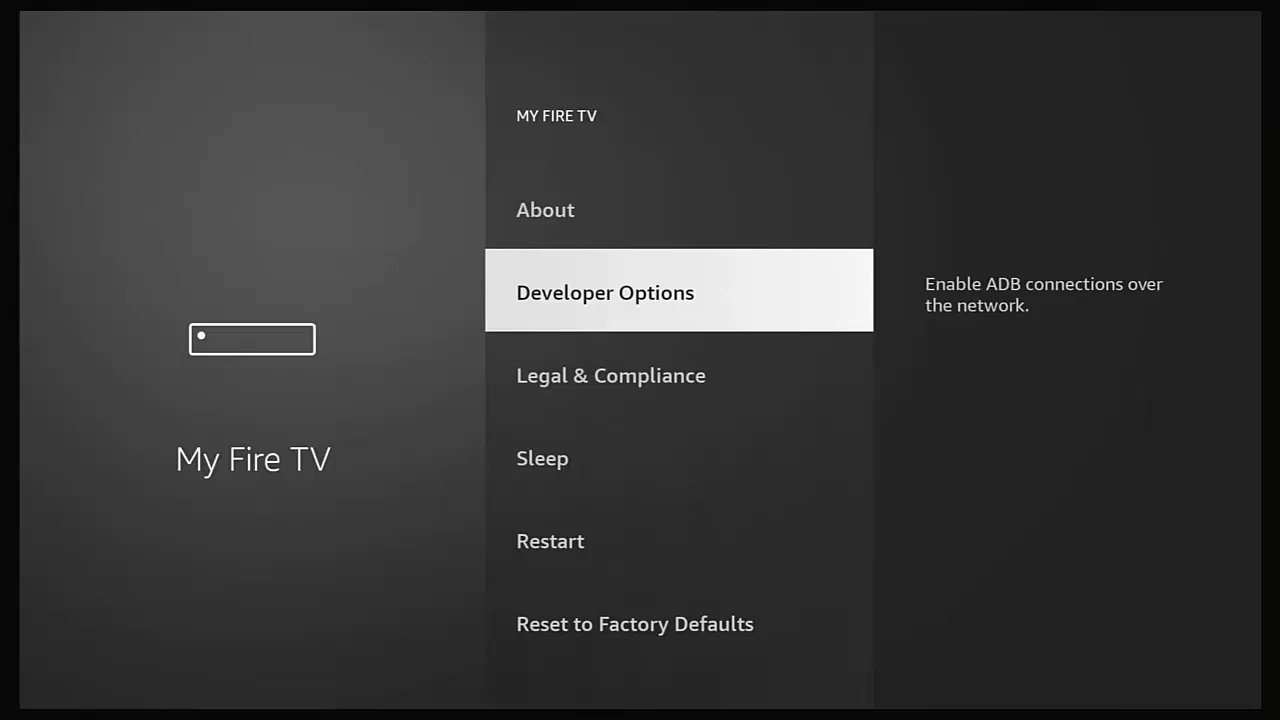 My Fire TV
MY FIRE TV
About
Developer Options
Legal & Compliance
Sleep
Restart
Reset to Factory Defaults
Enable ADB connections over
the network.